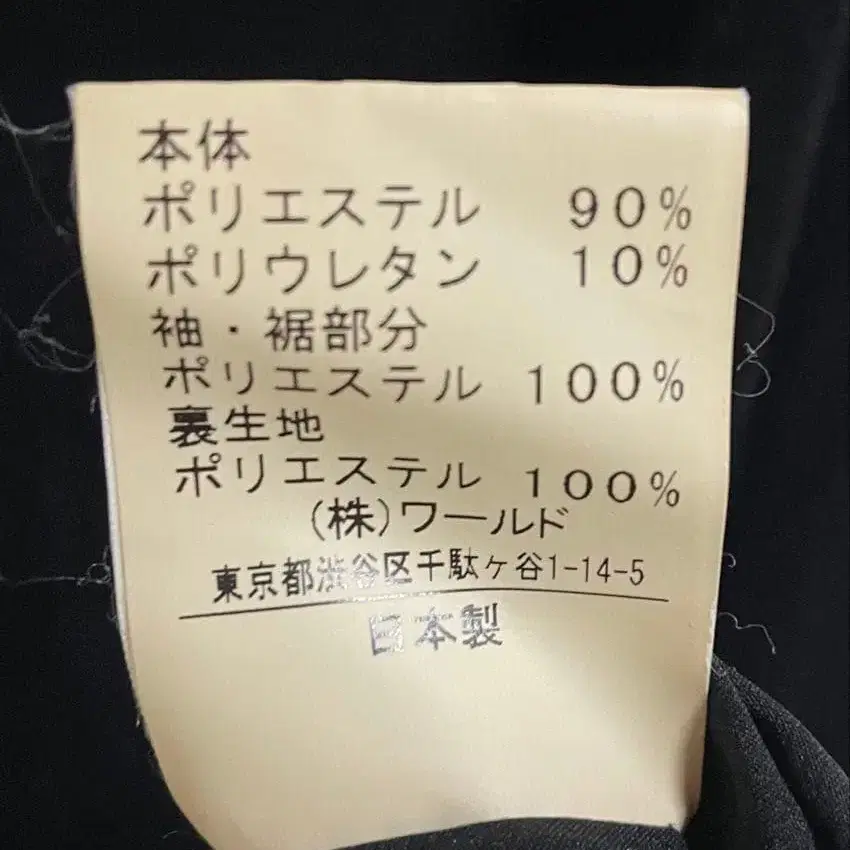 本体
ポリエステル 90%
ポリウレタン 10%
袖・裾部分
ポリエステル 100%
裏生地
ポリエステル 100%
(株)ワールド
東京都渋谷区千駄ヶ谷1-14-5
日本製